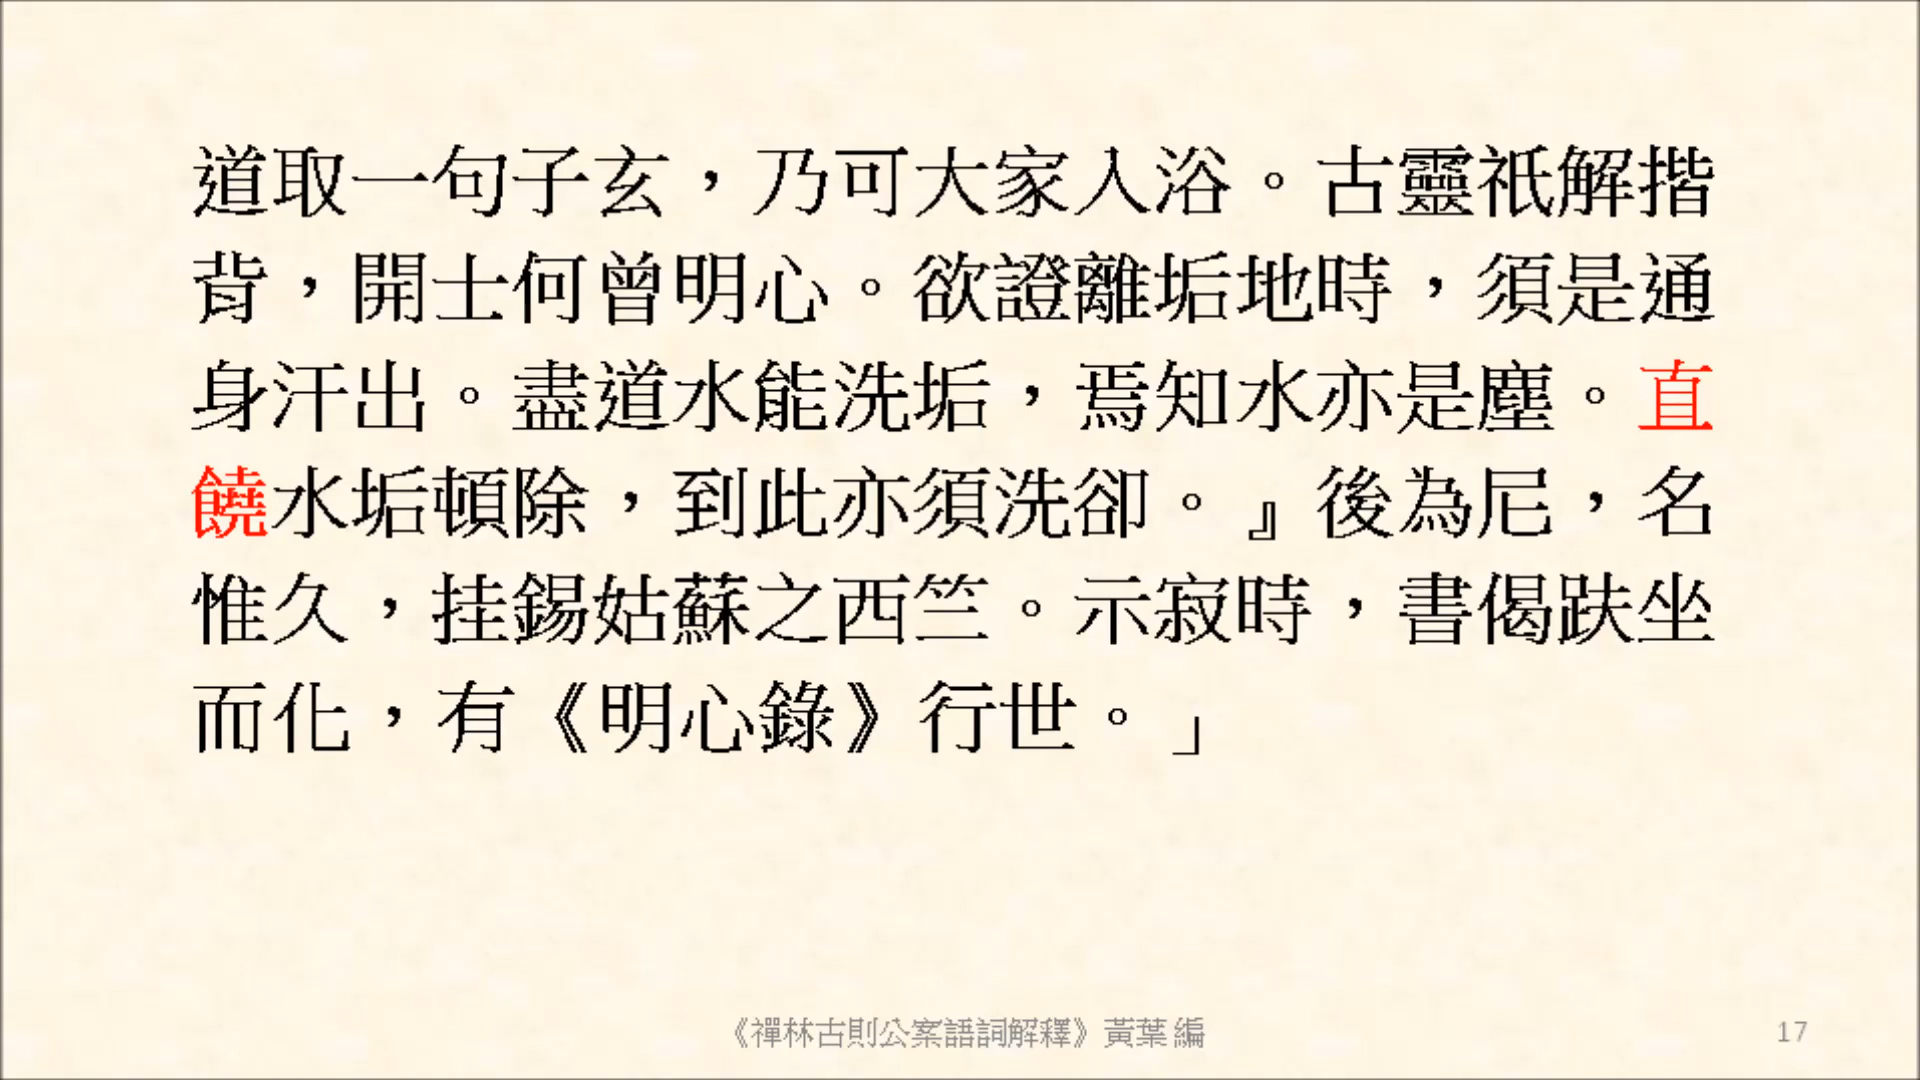 道取一句子玄，乃可大家入浴。古靈祇解揩
背，開士何曾明心。欲證離垢地時，須是通
身汗出。盡道水能洗垢，焉知水亦是塵。直
饒水垢頓除，到此亦須洗卻。』後為尼，名
惟久，挂錫姑蘇之西竺。示寂時，書偈趺坐
而化，有《明心錄》行世。」
《禪林古則公案語詞解釋》黃葉 編
17